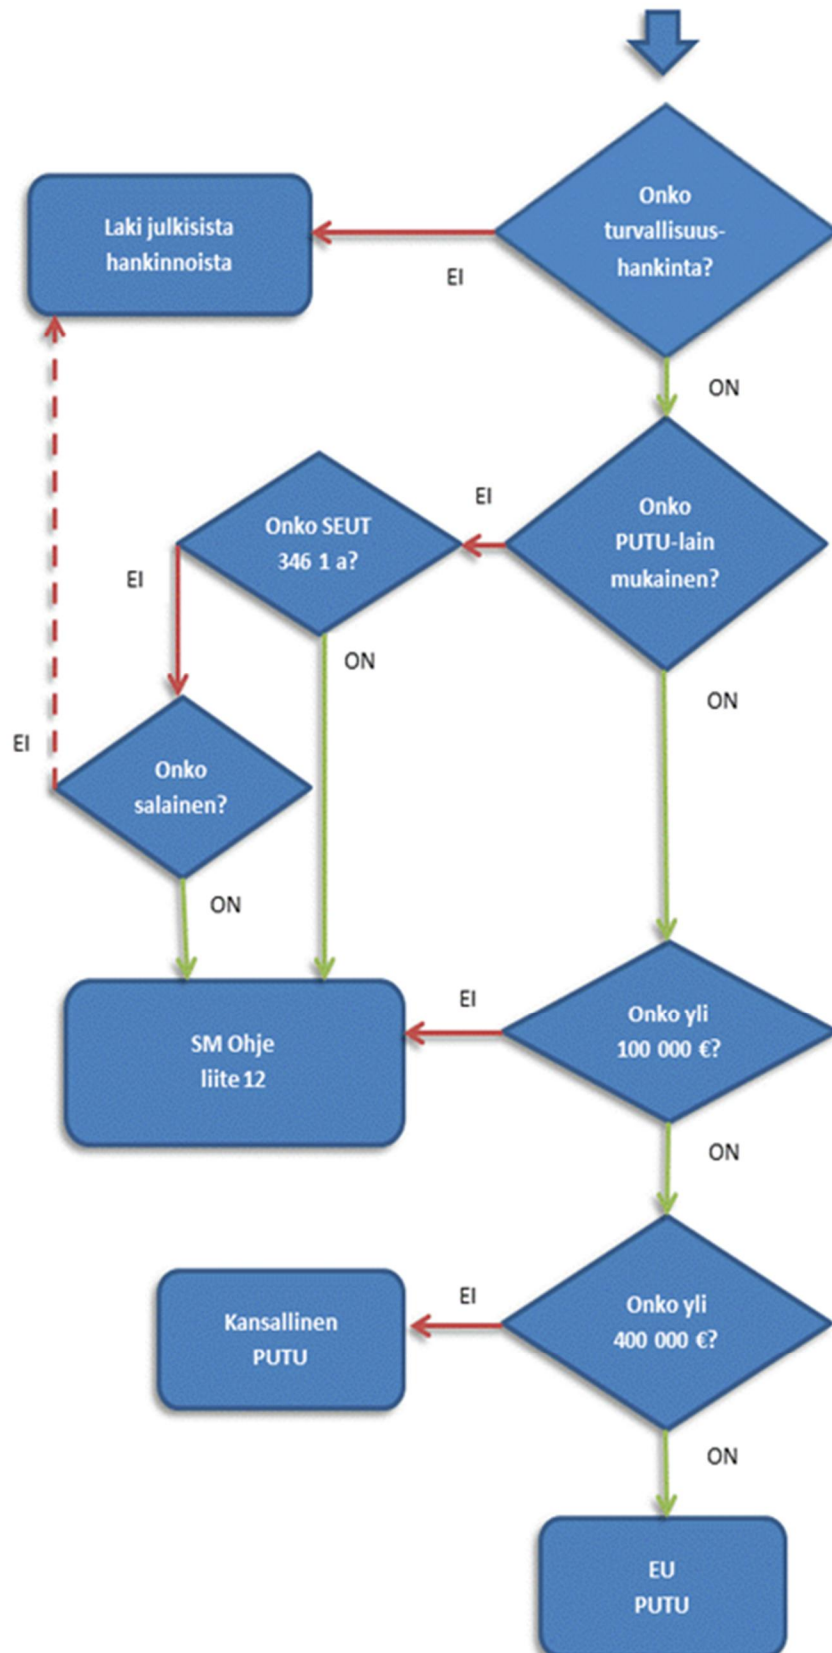 Onko
turvallisuus-
hankinta?
Laki julkisista
hankinnoista
EI
ON
Onko
PUTU-lain
mukainen?
EI
Onko SEUT
346 1 a?
EI
ON
ON
EI
Onko
salainen?
ON
Onko yli
100 000 €?
EI
SM Ohje
liite 12
ON
Onko yli
400 000 €?
EI
Kansallinen
PUTU
ON
EU
PUTU